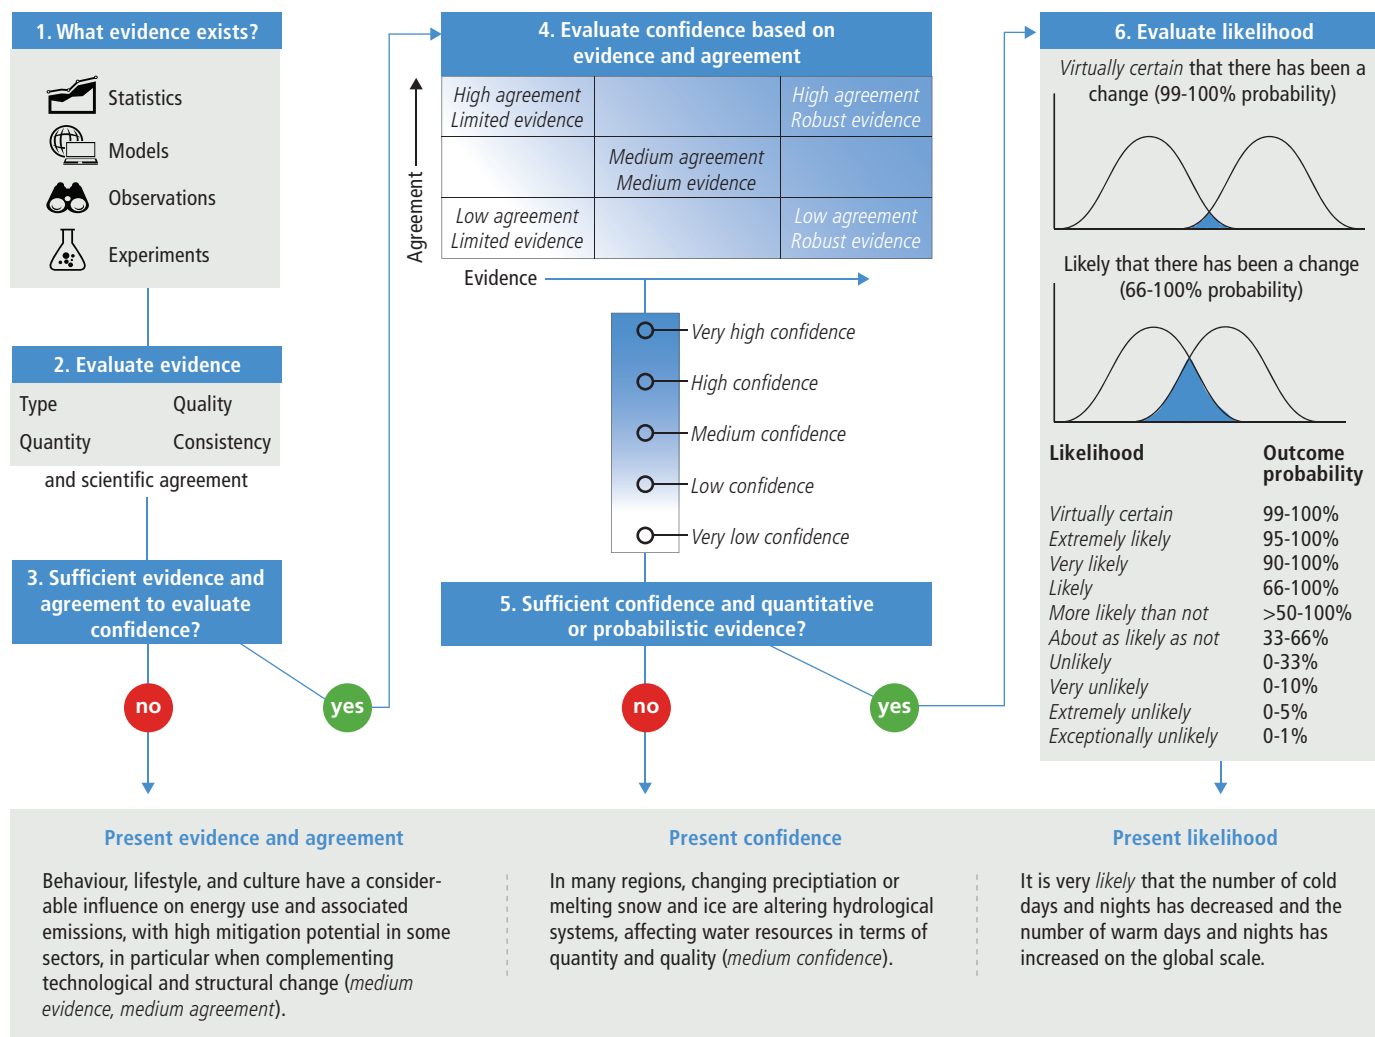 1. What evidence exists?
Statistics
Models
Observations
Experiments
2. Evaluate evidence
Type Quality
Quantity Consistency
and scientific agreement
3. Sufficient evidence and
agreement to evaluate
confidence?
no
yes
4. Evaluate confidence based on
evidence and agreement
Agreement
High agreement
Limited evidence
High agreement
Robust evidence
Medium agreement
Medium evidence
Low agreement
Limited evidence
Low agreement
Robust evidence
Evidence
Very high confidence
High confidence
Medium confidence
Low confidence
Very low confidence
5. Sufficient confidence and quantitative
or probabilistic evidence?
no
yes
6. Evaluate likelihood
Virtually certain that there has been a
change (99-100% probability)
Likely that there has been a change
(66-100% probability)
Likelihood Outcome
probability
Virtually certain 99-100%
Extremely likely 95-100%
Very likely 90-100%
Likely 66-100%
More likely than not >50-100%
About as likely as not 33-66%
Unlikely 0-33%
Very unlikely 0-10%
Extremely unlikely 0-5%
Exceptionally unlikely 0-1%
Present evidence and agreement
Behaviour, lifestyle, and culture have a consider-
able influence on energy use and associated
emissions, with high mitigation potential in some
sectors, in particular when complementing
technological and structural change (medium
evidence, medium agreement).
Present confidence
In many regions, changing preciptiation or
melting snow and ice are altering hydrological
systems, affecting water resources in terms of
quantity and quality (medium confidence).
Present likelihood
It is very likely that the number of cold
days and nights has decreased and the
number of warm days and nights has
increased on the global scale.